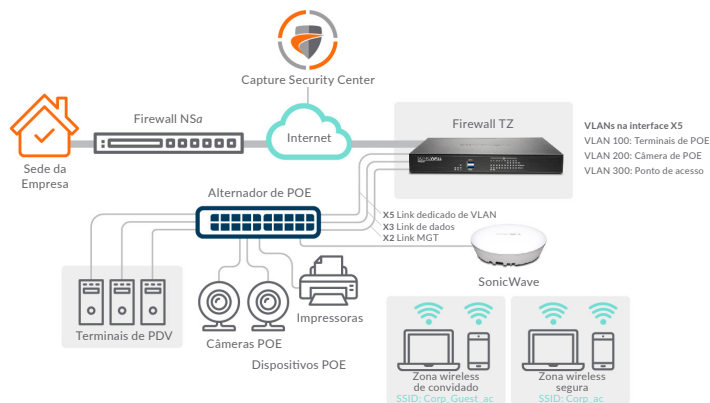 Capture Security Center
Firewall NSa
Internet
Firewall TZ
Sede da
Empresa
VLANs na interface X5
VLAN 100: Terminais de POE
VLAN 200: Câmera de POE
VLAN 300: Ponto de acesso
Alternador de POE
X5 Link dedicado de VLAN
X3 Link de dados
X2 Link MGT
SonicWave
Terminais de PDV
Câmeras POE
Impressoras
Dispositivos POE
Zona wireless
de convidado
SSID: Corp_Guest_ac
Zona wireless
segura
SSID: Corp_ac